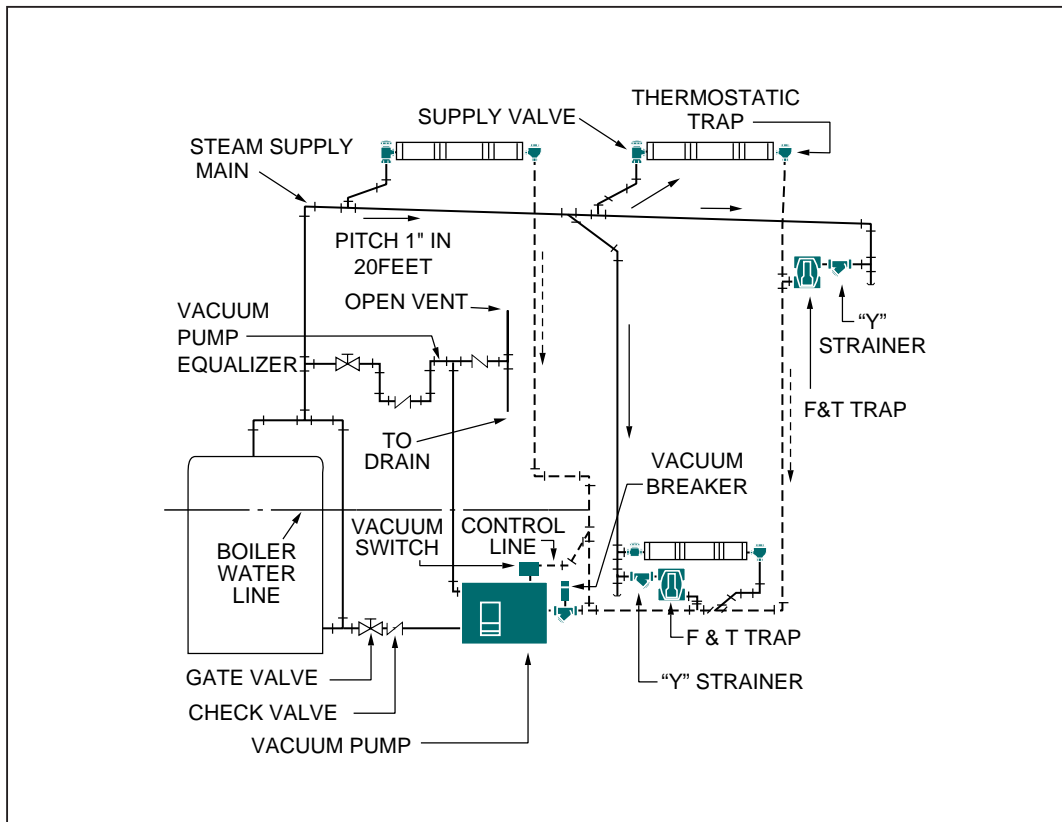 THERMOSTATIC
TRAP
SUPPLY VALVE
STEAM SUPPLY
MAIN
PITCH 1" IN
20FEET
OPEN VENT
VACUUM
PUMP
EQUALIZER
“Y”
STRAINER
F&T TRAP
TO
DRAIN
VACUUM
BREAKER
VACUUM
SWITCH
CONTROL
LINE
BOILER
WATER
LINE
F & T TRAP
“Y” STRAINER
GATE VALVE
CHECK VALVE
VACUUM PUMP